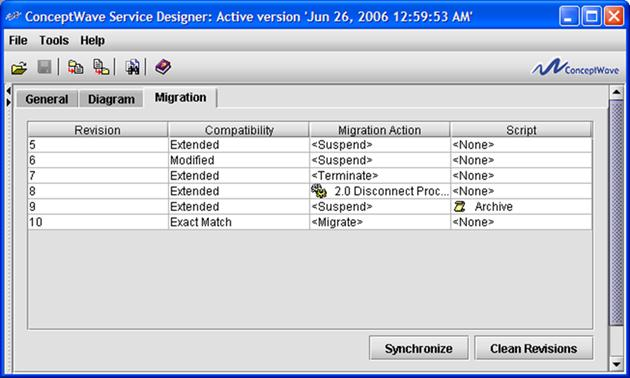 ConceptWave Service Designer: Active version 'Jun 26, 2006 12:59:53 AM'
File Tools Help
ConceptWave
General Diagram Migration
Revision Compatibility Migration Action Script
5 Extended <Suspend> <None>
6 Modified <Suspend> <None>
7 Extended <Terminate> <None>
8 Extended 2.0 Disconnect Proc... <None>
9 Extended <Suspend> Archive
10 Exact Match <Migrate> <None>
Synchronize Clean Revisions